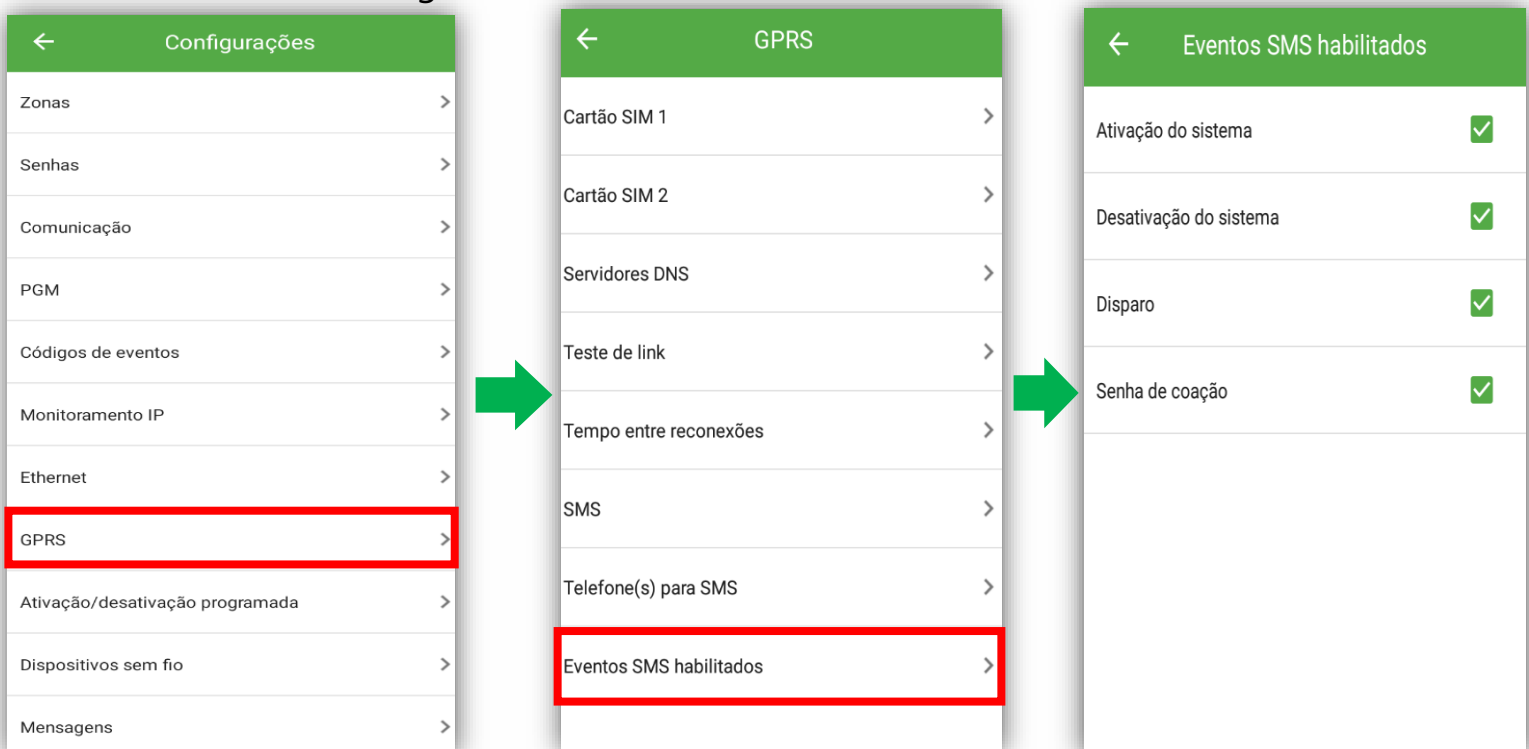 Configurações
Zonas
Senhas
Comunicação
PGM
Códigos de eventos
Monitoramento IP
Ethernet
GPRS
Ativação/desativação programada
Dispositivos sem fio
Mensagens
GPRS
Cartão SIM 1
Cartão SIM 2
Servidores DNS
Teste de link
Tempo entre reconexões
SMS
Telefone(s) para SMS
Eventos SMS habilitados
Eventos SMS habilitados
Ativação do sistema
Desativação do sistema
Disparo
Senha de coação